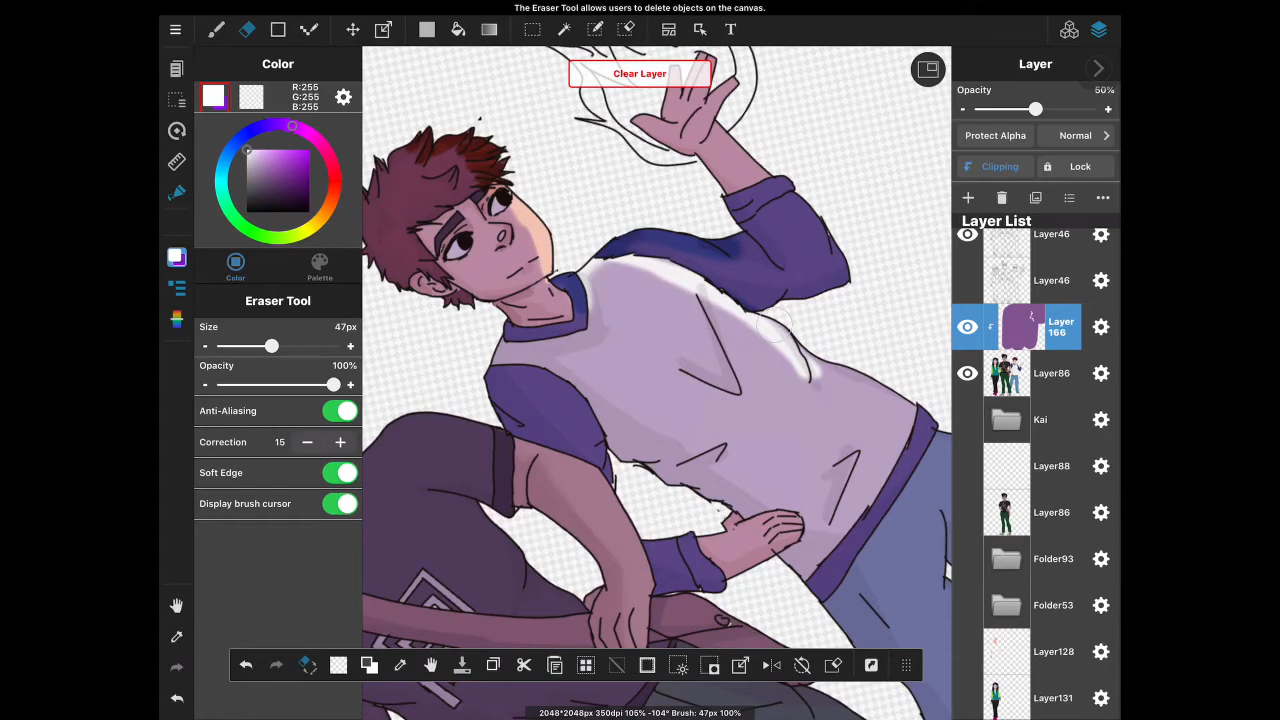 The Eraser Tool allows users to delete objects on the canvas.
T
Color
R:255
G:255
B:255
Color
Palette
Eraser Tool
Size
47px
Opacity
100%
Anti-Aliasing
Correction
15
Soft Edge
Display brush cursor
Clear Layer
Layer
Opacity
50%
Protect Alpha
Normal
Clipping
Lock
Layer List
Layer46
Layer46
Layer
166
Layer86
Kai
Layer88
Layer86
Folder93
Folder53
Layer128
Layer131
2048*2048px 350dpi 105% -104° Brush: 47px 100%